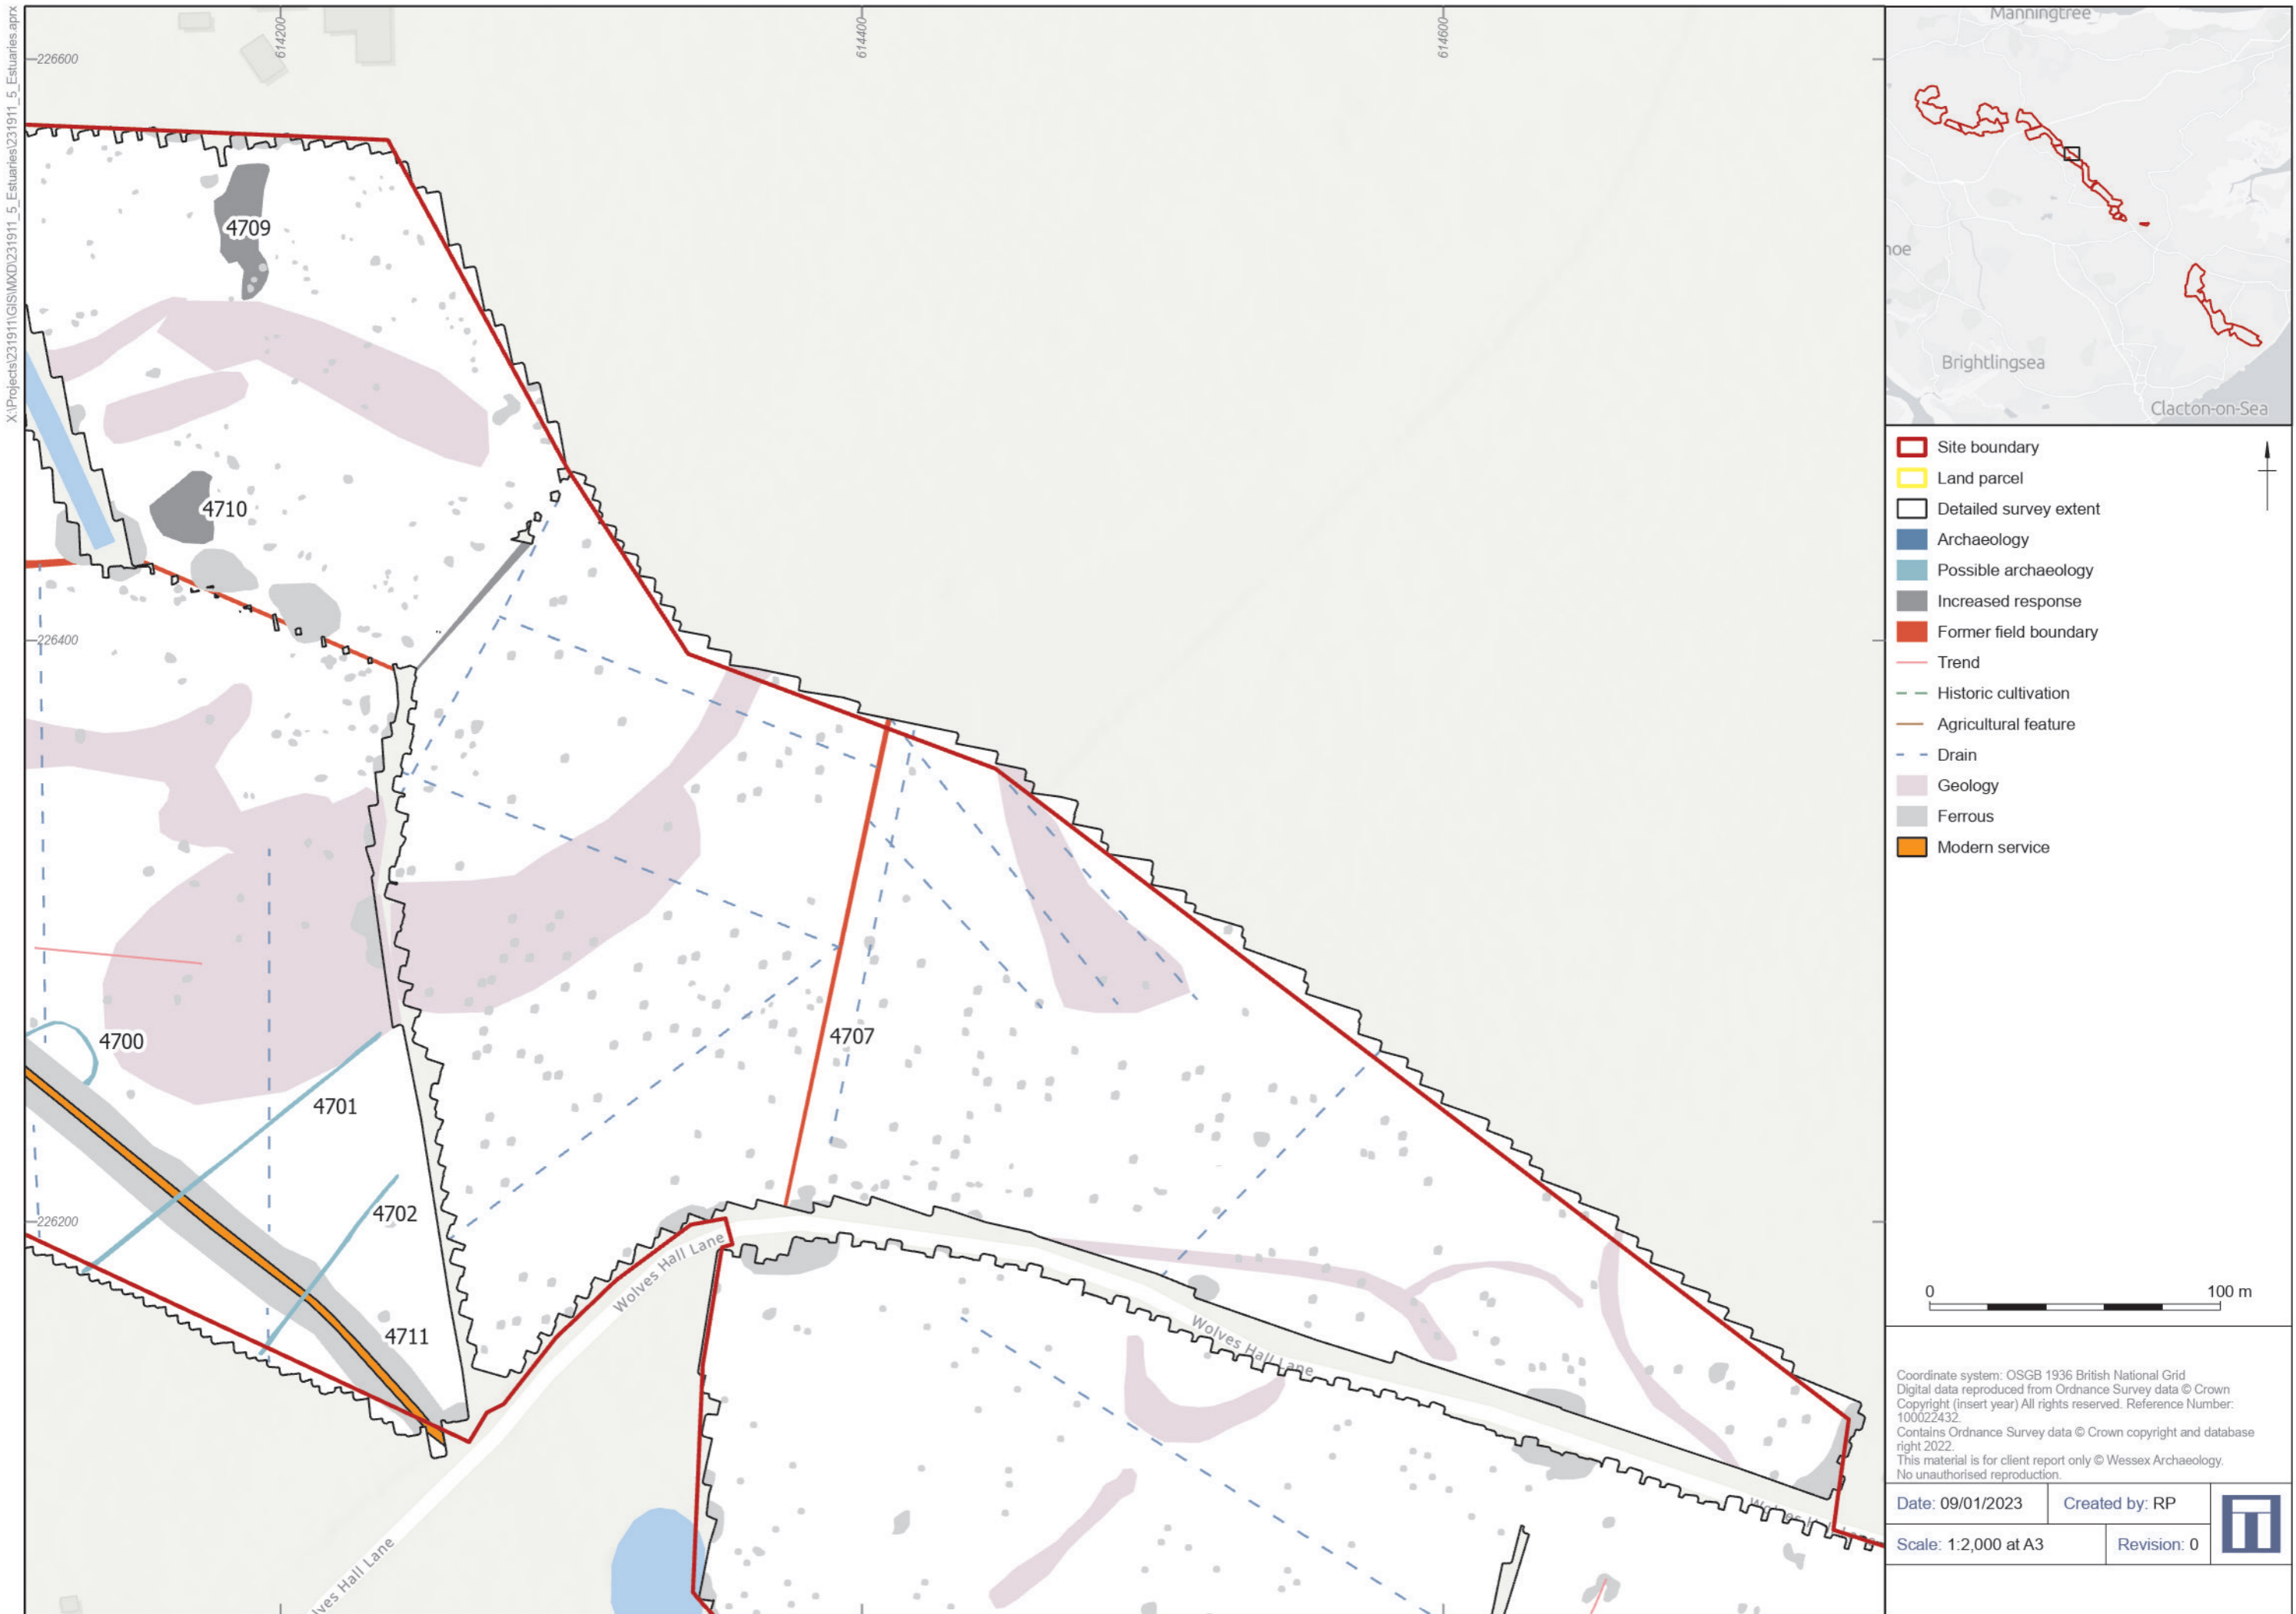 X:\Projects\231911\GIS\MXD\231911_5_Estuaries\231911_5_Estuaries.aprx
614200
614400
614600
226600
226400
226200
4709
4710
4700
4701
4702
4711
4707
Wolves Hall Lane
Wolves Hall Lane
Wolves Hall Lane
lves Hall Lane
Manningtree
hoe
Brightlingsea
Clacton-on-Sea
Site boundary
Land parcel
Detailed survey extent
Archaeology
Possible archaeology
Increased response
Former field boundary
Trend
Historic cultivation
Agricultural feature
Drain
Geology
Ferrous
Modern service
0 100 m
Coordinate system: OSGB 1936 British National Grid
Digital data reproduced from Ordnance Survey data © Crown
Copyright (insert year) All rights reserved. Reference Number:
100022432.
Contains Ordnance Survey data © Crown copyright and database
right 2022.
This material is for client report only © Wessex Archaeology.
No unauthorised reproduction.
Date: 09/01/2023 Created by: RP
Scale: 1:2,000 at A3 Revision: 0